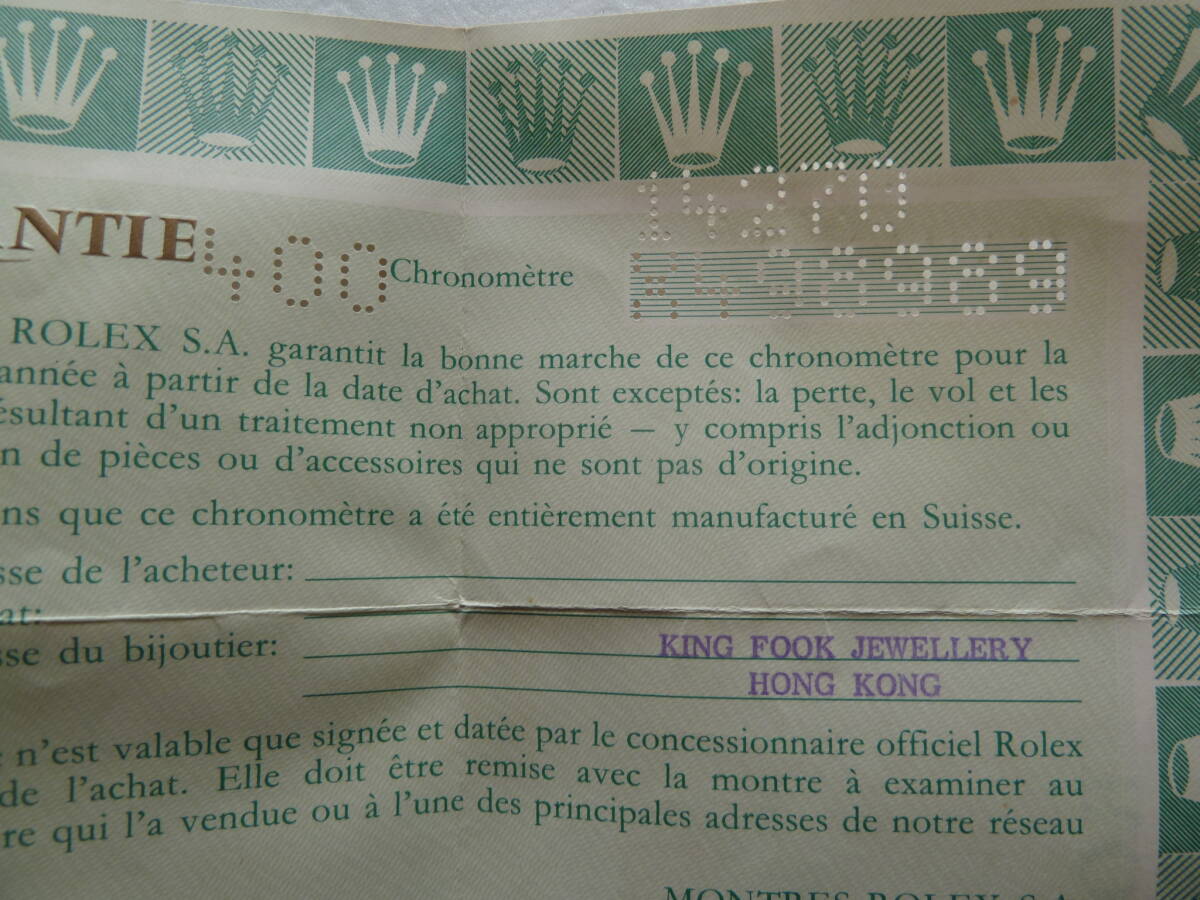 14270
ANTIE 400 Chronomètre
ROLEX S.A. garantit la bonne marche de ce chronomètre pour la
année à partir de la date d'achat. Sont exceptés: la perte, le vol et les
ésultant d'un traitement non approprié — y compris l'adjonction ou
n de pièces ou d'accessoires qui ne sont pas d'origine.
ns que ce chronomètre a été entièrement manufacturé en Suisse.
sse de l'acheteur:
at:
sse du bijoutier: KING FOOK JEWELLERY
HONG KONG
n'est valable que signée et datée par le concessionnaire officiel Rolex
de l'achat. Elle doit être remise avec la montre à examiner au
re qui l'a vendue ou à l'une des principales adresses de notre réseau
MONTRES ROLEX S.A.